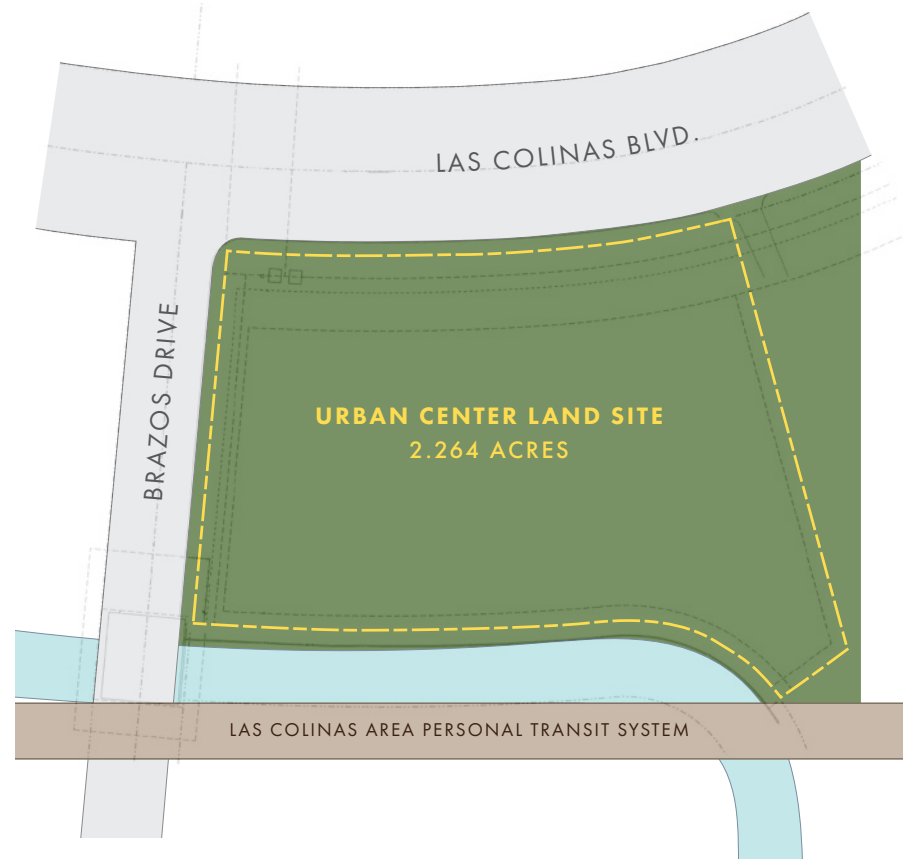 LAS COLINAS BLVD.
BRAZOS DRIVE
URBAN CENTER LAND SITE
2.264 ACRES
LAS COLINAS AREA PERSONAL TRANSIT SYSTEM